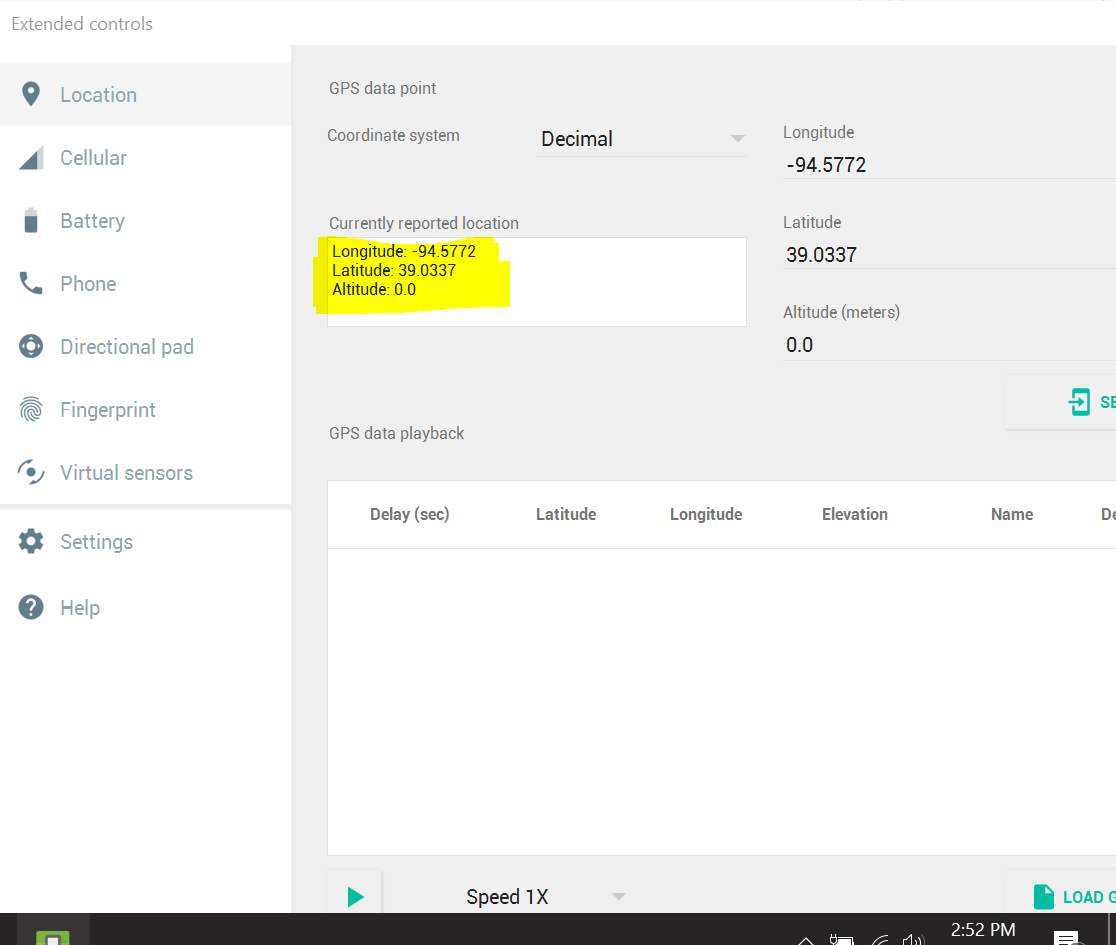 Extended controls
Location
Cellular
Battery
Phone
Directional pad
Fingerprint
Virtual sensors
Settings
Help
GPS data point
Coordinate system
Decimal
Longitude
-94.5772
Currently reported location
Longitude: -94.5772
Latitude: 39.0337
Altitude: 0.0
Latitude
39.0337
Altitude (meters)
0.0
SE
GPS data playback
Delay (sec) Latitude Longitude Elevation Name De
Speed 1X
LOAD G
2:52 PM